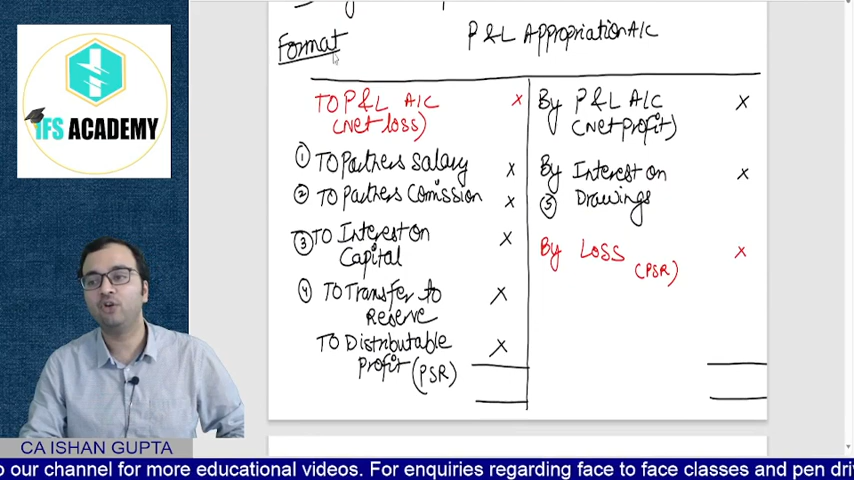 Format
P & L Appropriation A/C
TO P & L A/C x
(Net loss)
① TO Partners Salary x
② TO Partners Comission x
③ TO Interest on
Capital x
④ TO Transfer to
Reserve x
TO Distributable
Profit (PSR) x
By P & L A/C x
(Net profit)
By Interest on
⑤ Drawings x
By Loss x
(PSR)
IFS ACADEMY
CA ISHAN GUPTA
o our channel for more educational videos. For enquiries regarding face to face classes and pen driv